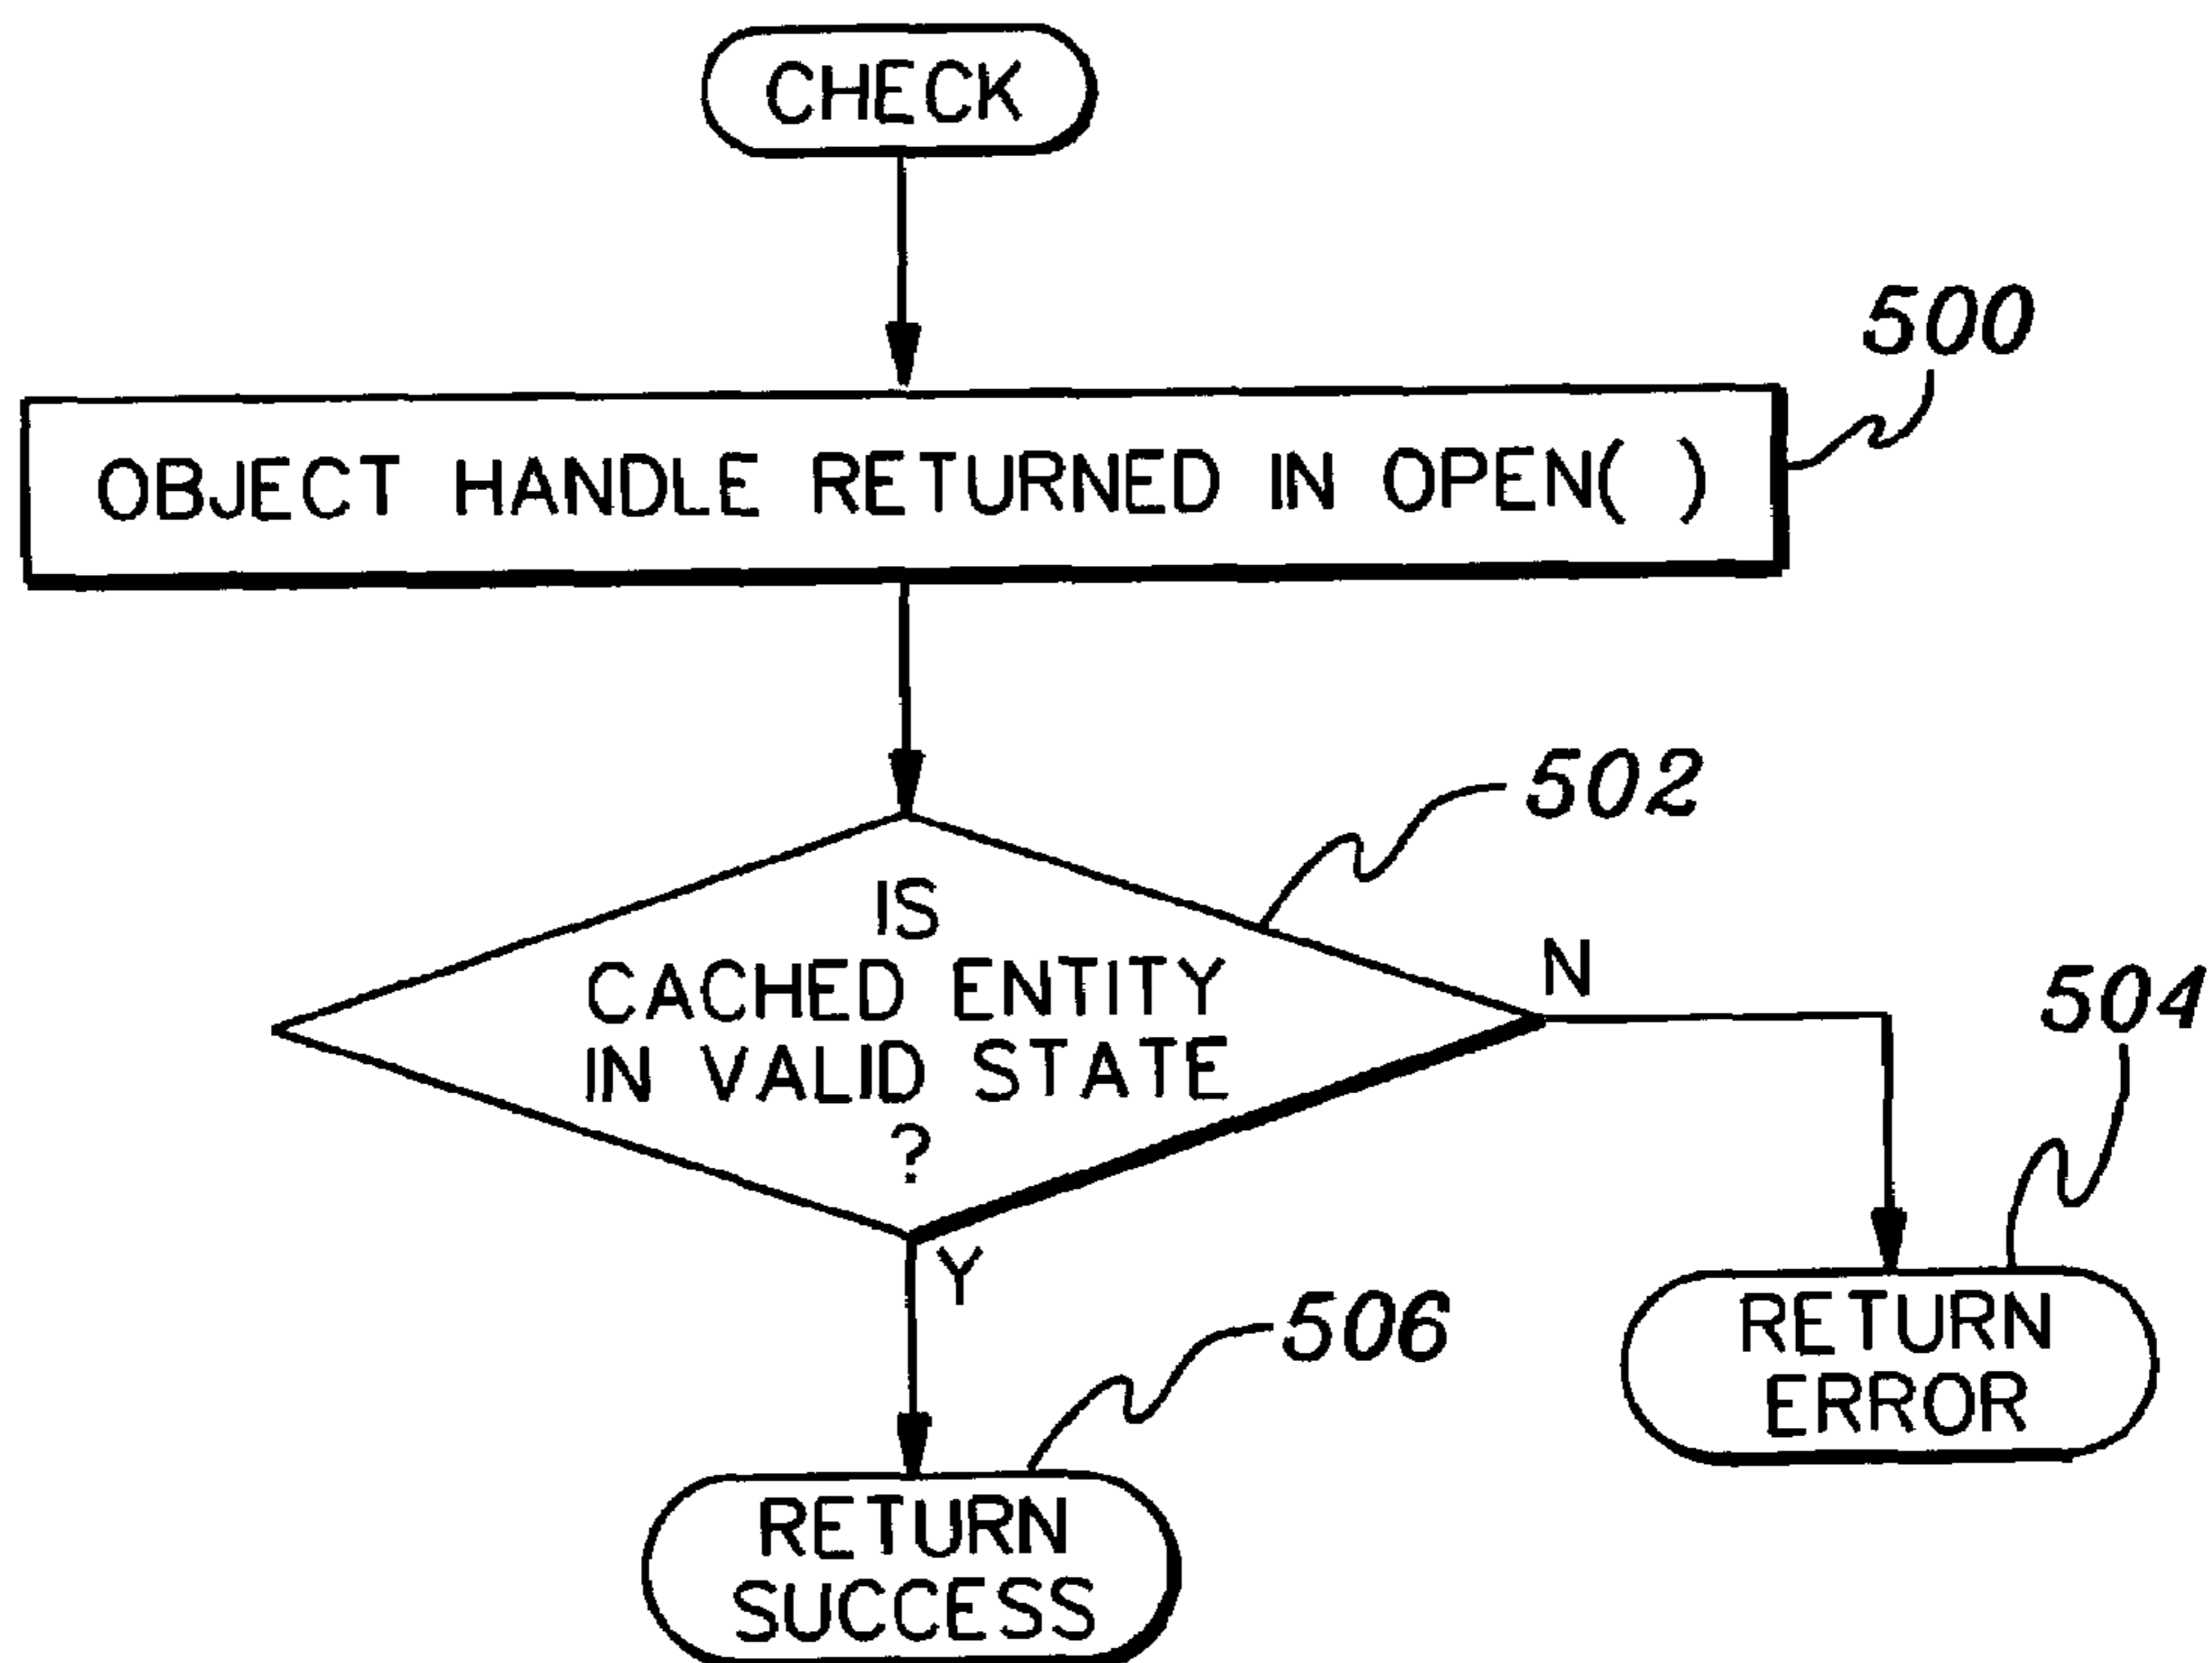 CHECK
500
OBJECT HANDLE RETURNED IN OPEN( )
502
IS
CACHED ENTITY
IN VALID STATE
?
N
504
Y
506
RETURN
ERROR
RETURN
SUCCESS